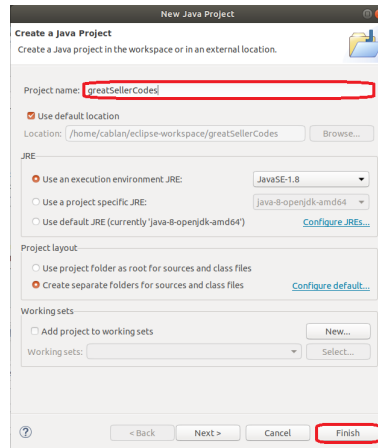 New Java Project
Create a Java Project
Create a Java project in the workspace or in an external location.
Project name: greatSellerCodes
Use default location
Location: /home/cablan/eclipse-workspace/greatSellerCodes Browse...
JRE
Use an execution environment JRE: JavaSE-1.8
Use a project specific JRE: java-8-openjdk-amd64
Use default JRE (currently 'java-8-openjdk-amd64') Configure JREs...
Project layout
Use project folder as root for sources and class files
Create separate folders for sources and class files Configure default...
Working sets
Add project to working sets New...
Working sets: Select...
? < Back Next > Cancel Finish